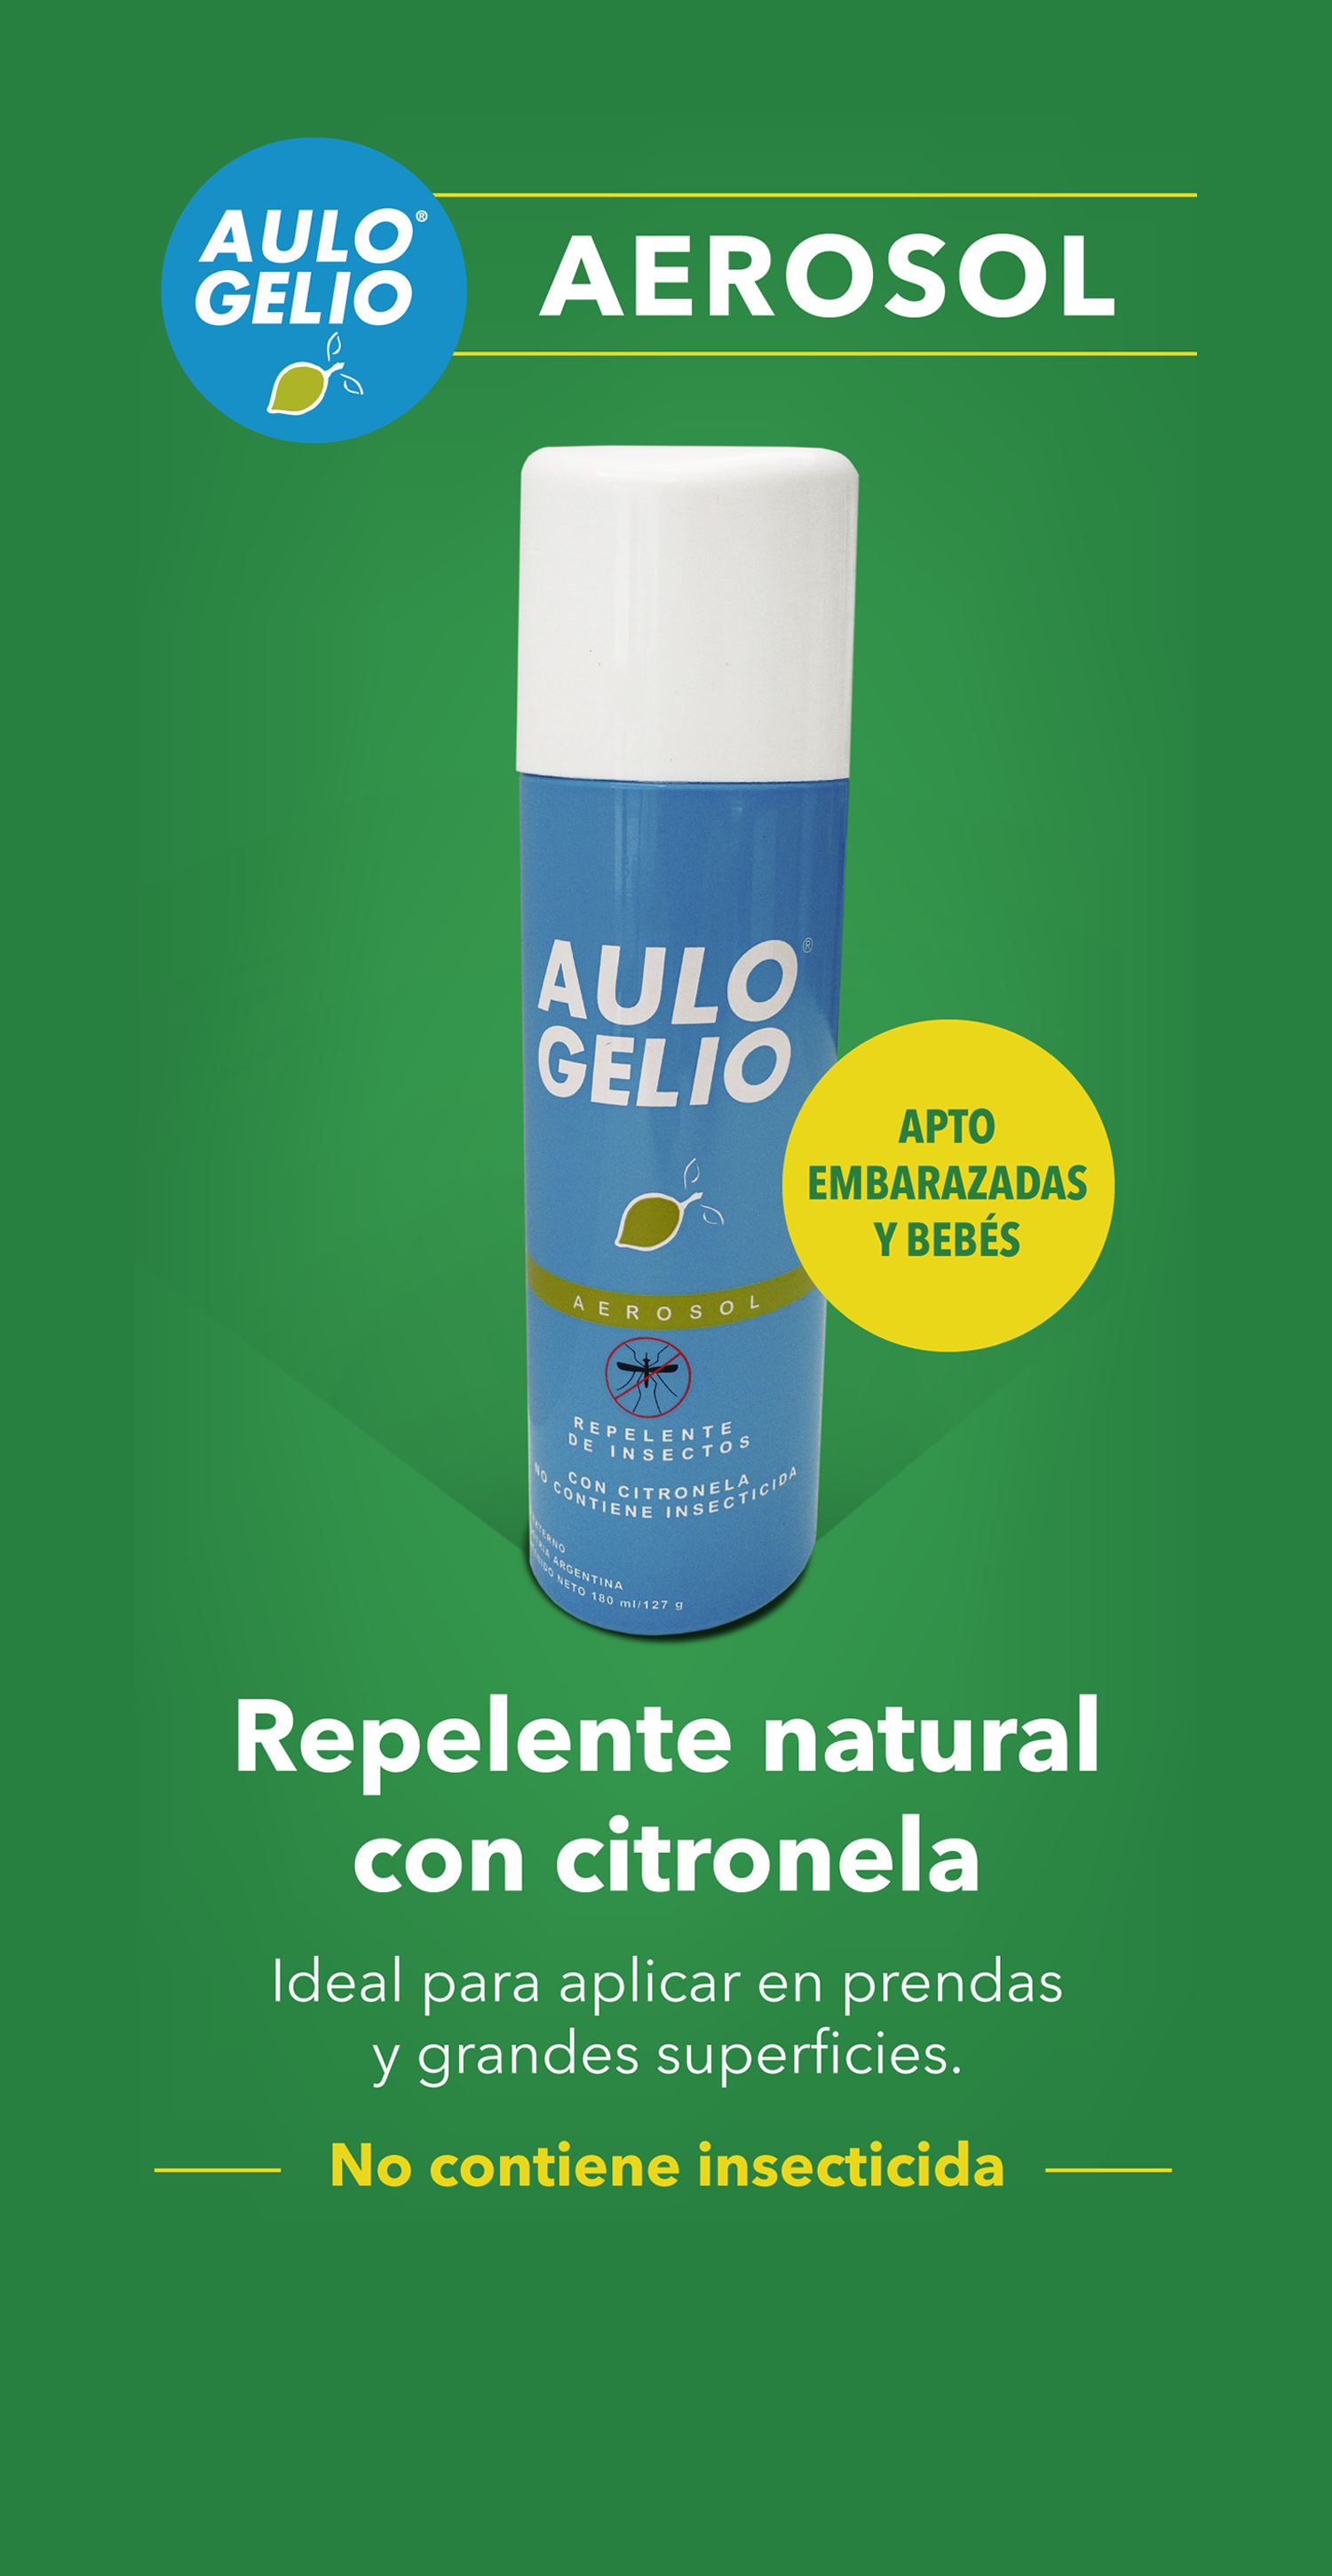 AULO®
GELIO
AEROSOL
AULO®
GELIO
APTO
EMBARAZADAS
Y BEBÉS
AEROSOL
REPELENTE
DE INSECTOS
CON CITRONELA
NO CONTIENE INSECTICIDA
ARGENTINA
NETO 180 ml/127 g
Repelente natural
con citronela
Ideal para aplicar en prendas
y grandes superficies.
No contiene insecticida